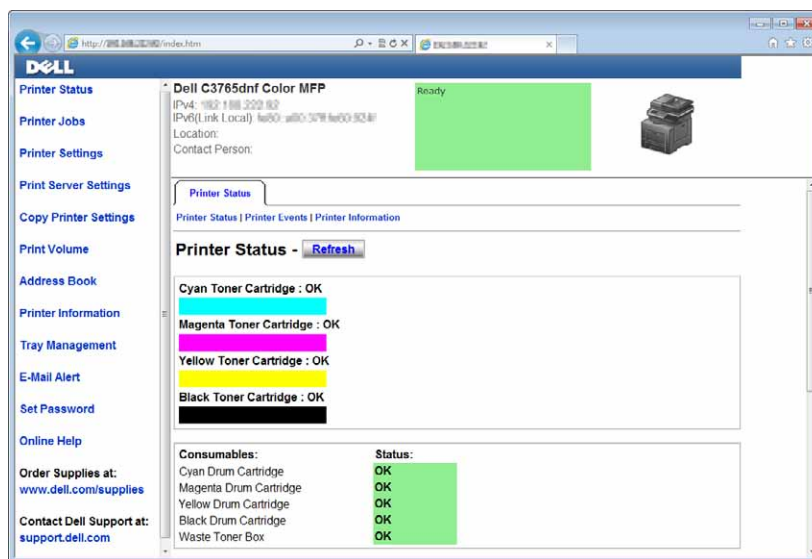 http:// /index.htm
DELL
Printer Status
Printer Jobs
Printer Settings
Print Server Settings
Copy Printer Settings
Print Volume
Address Book
Printer Information
Tray Management
E-Mail Alert
Set Password
Online Help
Order Supplies at:
www.dell.com/supplies
Contact Dell Support at:
support.dell.com
Dell C3765dnf Color MFP
IPv4:
IPv6(Link Local)
Location:
Contact Person:
Ready
Printer Status
Printer Status | Printer Events | Printer Information
Printer Status - Refresh
Cyan Toner Cartridge : OK
Magenta Toner Cartridge : OK
Yellow Toner Cartridge : OK
Black Toner Cartridge : OK
Consumables: Status:
Cyan Drum Cartridge OK
Magenta Drum Cartridge OK
Yellow Drum Cartridge OK
Black Drum Cartridge OK
Waste Toner Box OK